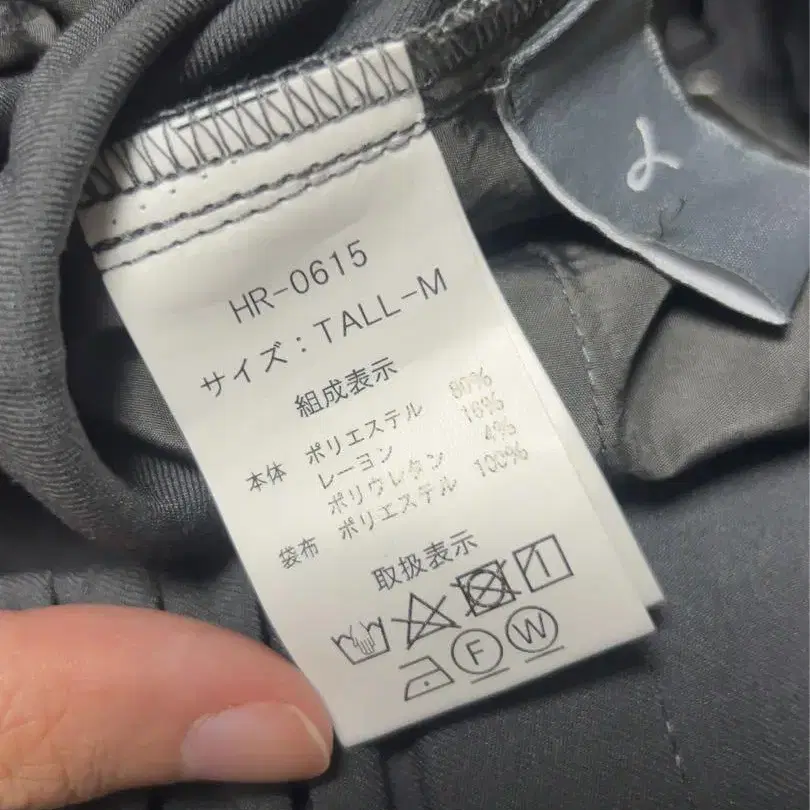 HR-0615
サイズ：TALL-M
組成表示
本体 ポリエステル 80%
レーヨン 16%
ポリウレタン 4%
袋布 ポリエステル 100%
取扱表示
F W